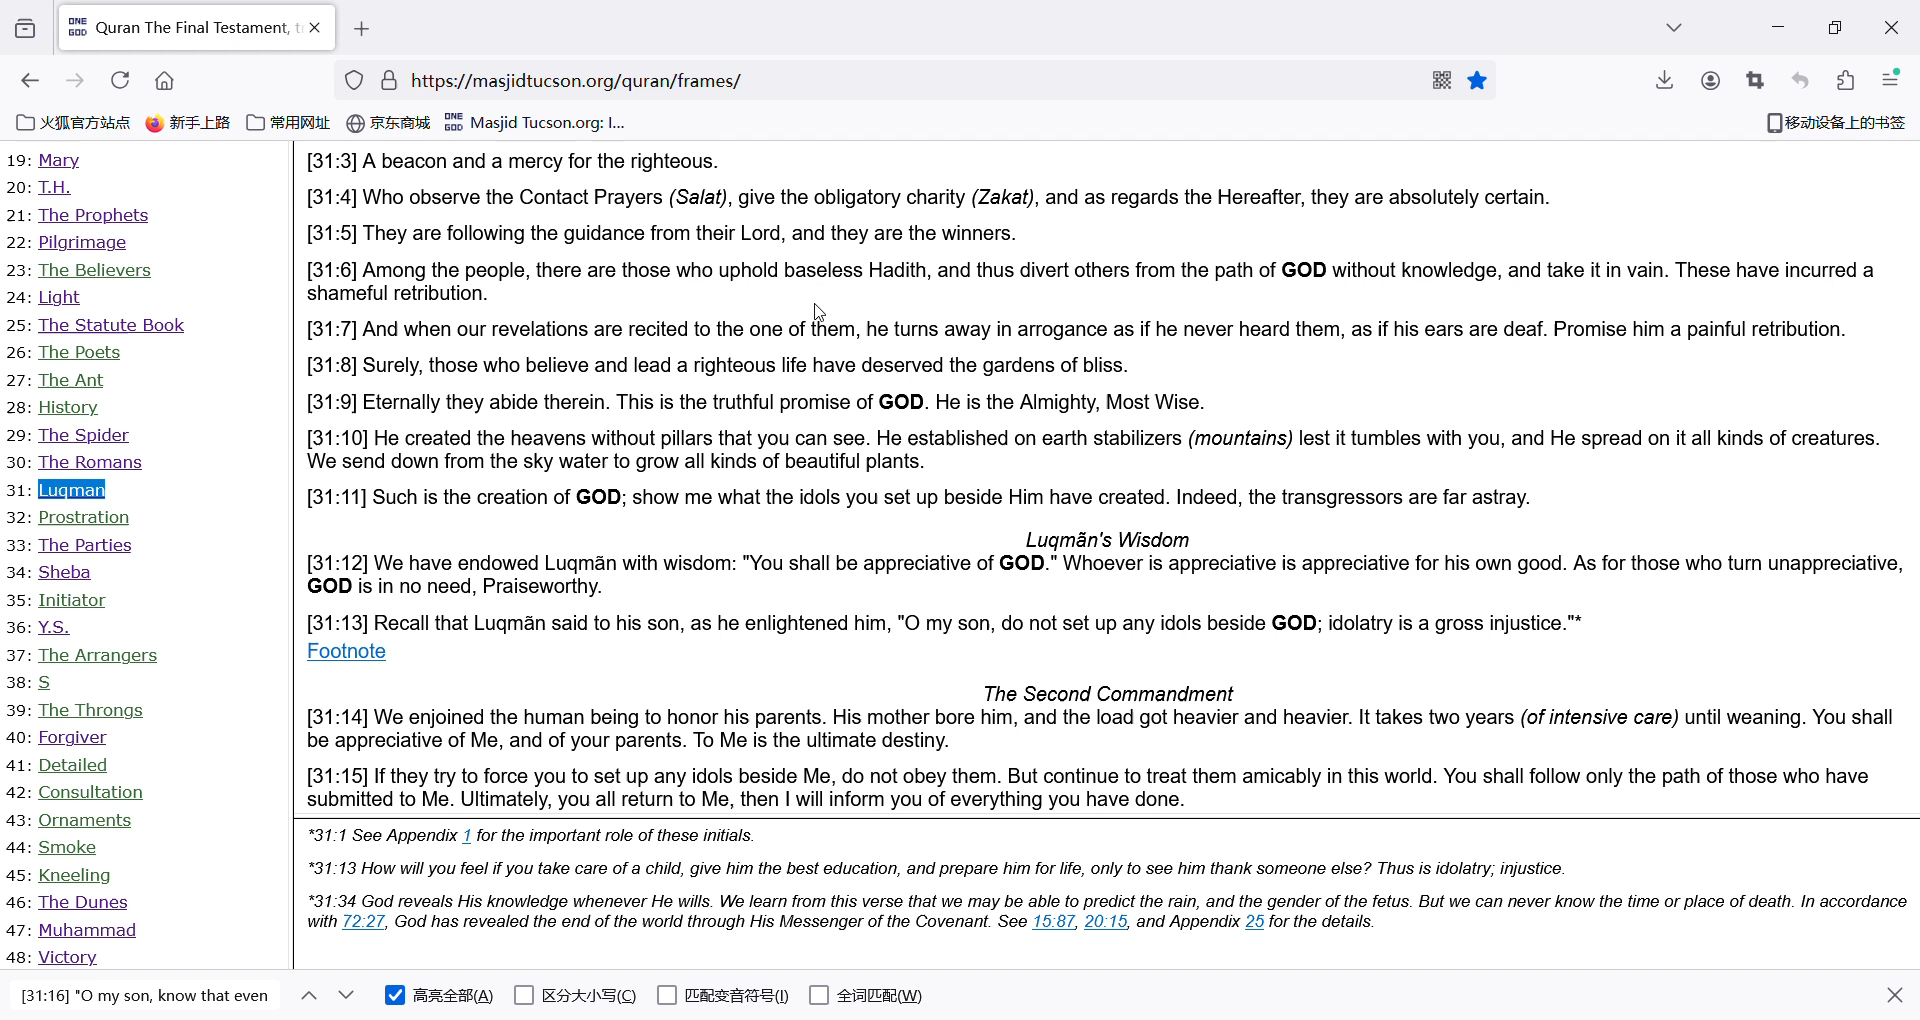 ONE GOD Quran The Final Testament, t
https://masjidtucson.org/quran/frames/
火狐官方站点 新手上路 常用网址 京东商城 ONE GOD Masjid Tucson.org: I... 移动设备上的书签
19: Mary
20: T.H.
21: The Prophets
22: Pilgrimage
23: The Believers
24: Light
25: The Statute Book
26: The Poets
27: The Ant
28: History
29: The Spider
30: The Romans
31: Luqman
32: Prostration
33: The Parties
34: Sheba
35: Initiator
36: Y.S.
37: The Arrangers
38: S
39: The Throngs
40: Forgiver
41: Detailed
42: Consultation
43: Ornaments
44: Smoke
45: Kneeling
46: The Dunes
47: Muhammad
48: Victory
[31:3] A beacon and a mercy for the righteous.
[31:4] Who observe the Contact Prayers (Salat), give the obligatory charity (Zakat), and as regards the Hereafter, they are absolutely certain.
[31:5] They are following the guidance from their Lord, and they are the winners.
[31:6] Among the people, there are those who uphold baseless Hadith, and thus divert others from the path of GOD without knowledge, and take it in vain. These have incurred a
shameful retribution.
[31:7] And when our revelations are recited to the one of them, he turns away in arrogance as if he never heard them, as if his ears are deaf. Promise him a painful retribution.
[31:8] Surely, those who believe and lead a righteous life have deserved the gardens of bliss.
[31:9] Eternally they abide therein. This is the truthful promise of GOD. He is the Almighty, Most Wise.
[31:10] He created the heavens without pillars that you can see. He established on earth stabilizers (mountains) lest it tumbles with you, and He spread on it all kinds of creatures.
We send down from the sky water to grow all kinds of beautiful plants.
[31:11] Such is the creation of GOD; show me what the idols you set up beside Him have created. Indeed, the transgressors are far astray.
Luqmãn's Wisdom
[31:12] We have endowed Luqmãn with wisdom: "You shall be appreciative of GOD." Whoever is appreciative is appreciative for his own good. As for those who turn unappreciative,
GOD is in no need, Praiseworthy.
[31:13] Recall that Luqmãn said to his son, as he enlightened him, "O my son, do not set up any idols beside GOD; idolatry is a gross injustice."*
Footnote
The Second Commandment
[31:14] We enjoined the human being to honor his parents. His mother bore him, and the load got heavier and heavier. It takes two years (of intensive care) until weaning. You shall
be appreciative of Me, and of your parents. To Me is the ultimate destiny.
[31:15] If they try to force you to set up any idols beside Me, do not obey them. But continue to treat them amicably in this world. You shall follow only the path of those who have
submitted to Me. Ultimately, you all return to Me, then I will inform you of everything you have done.
*31:1 See Appendix 1 for the important role of these initials.
*31:13 How will you feel if you take care of a child, give him the best education, and prepare him for life, only to see him thank someone else? Thus is idolatry; injustice.
*31:34 God reveals His knowledge whenever He wills. We learn from this verse that we may be able to predict the rain, and the gender of the fetus. But we can never know the time or place of death. In accordance
with 72:27, God has revealed the end of the world through His Messenger of the Covenant. See 15:87, 20:15, and Appendix 25 for the details.
[31:16] "O my son, know that even 高亮全部(A) 区分大小写(C) 匹配变音符号(I) 全词匹配(W)